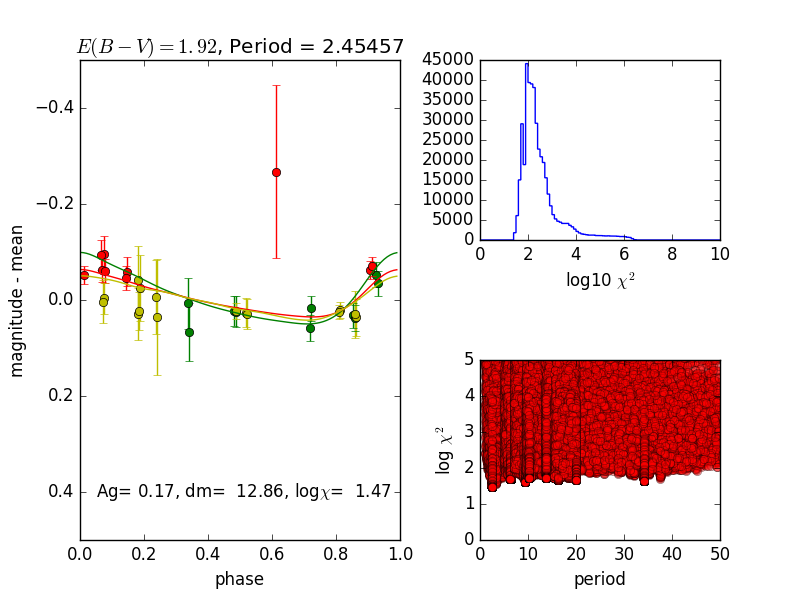 E(B − V) = 1.92, Period = 2.45457
−0.4
−0.2
0.0
0.2
0.4
magnitude - mean
Ag= 0.17, dm= 12.86, logχ= 1.47
0.0 0.2 0.4 0.6 0.8 1.0
phase
45000
40000
35000
30000
25000
20000
15000
10000
5000
0
0 2 4 6 8 10
log10 χ²
5
4
3
2
1
0
log χ²
0 10 20 30 40 50
period